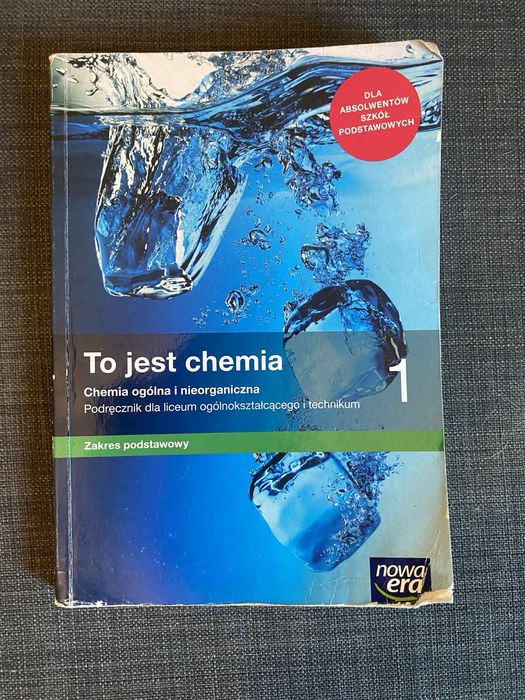 DLA
ABSOLWENTÓW
SZKÓŁ
PODSTAWOWYCH
To jest chemia
1
Chemia ogólna i nieorganiczna
Podręcznik dla liceum ogólnokształcącego i technikum
Zakres podstawowy
nowa
era